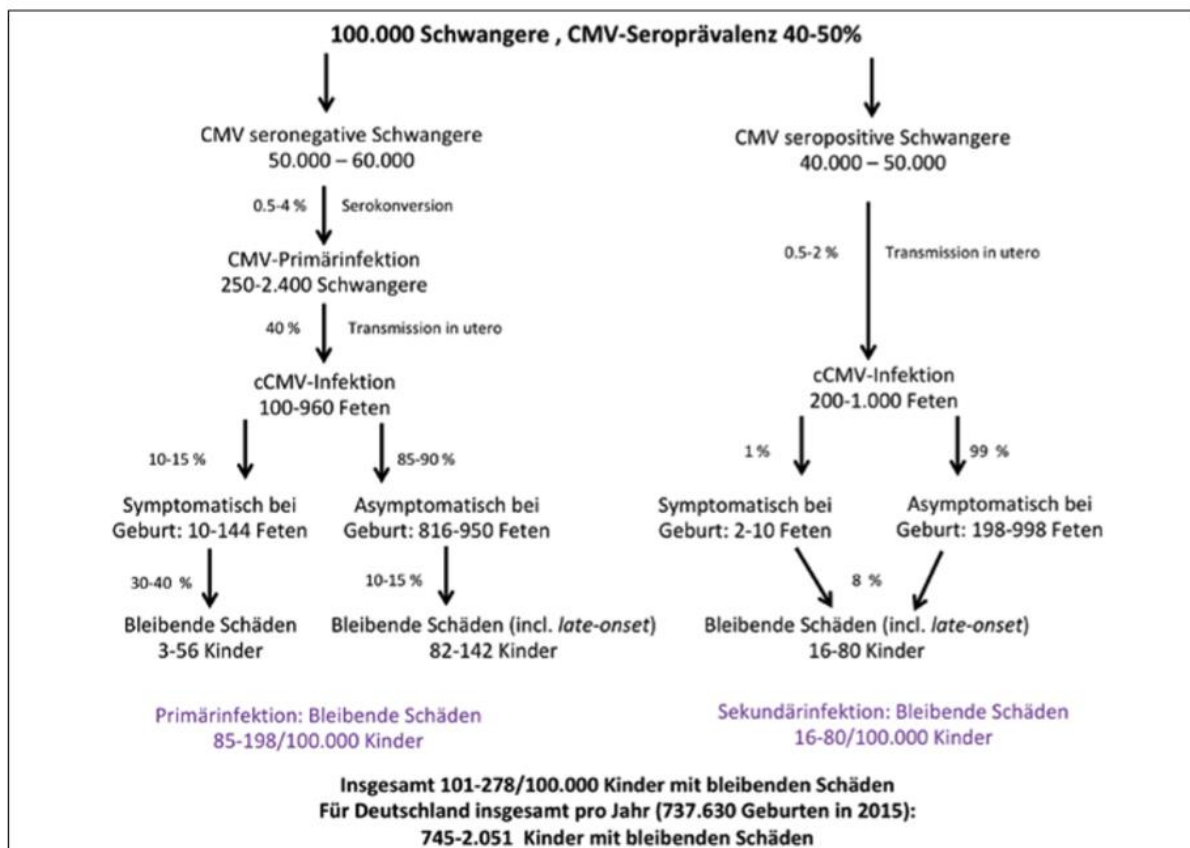 100.000 Schwangere , CMV-Seroprävalenz 40-50%
CMV seronegative Schwangere
50.000 – 60.000
0.5-4 %
Serokonversion
CMV-Primärinfektion
250-2.400 Schwangere
40 %
Transmission in utero
cCMV-Infektion
100-960 Feten
10-15 %
85-90 %
Symptomatisch bei
Geburt: 10-144 Feten
Asymptomatisch bei
Geburt: 816-950 Feten
30-40 %
10-15 %
Bleibende Schäden
3-56 Kinder
Bleibende Schäden (incl. late-onset)
82-142 Kinder
Primärinfektion: Bleibende Schäden
85-198/100.000 Kinder
CMV seropositive Schwangere
40.000 – 50.000
0.5-2 %
Transmission in utero
cCMV-Infektion
200-1.000 Feten
1 %
99 %
Symptomatisch bei
Geburt: 2-10 Feten
Asymptomatisch bei
Geburt: 198-998 Feten
8 %
Bleibende Schäden (incl. late-onset)
16-80 Kinder
Sekundärinfektion: Bleibende Schäden
16-80/100.000 Kinder
Insgesamt 101-278/100.000 Kinder mit bleibenden Schäden
Für Deutschland insgesamt pro Jahr (737.630 Geburten in 2015):
745-2.051 Kinder mit bleibenden Schäden